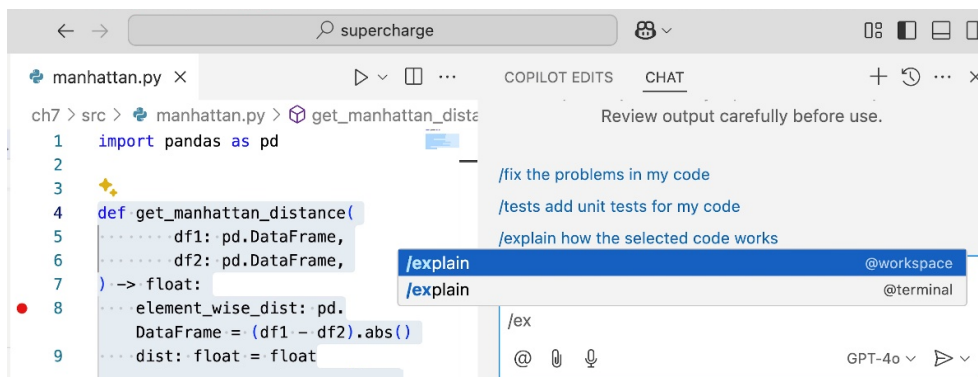 supercharge
manhattan.py
ch7 > src > manhattan.py > get_manhattan_dista
1 import pandas as pd
2
3
4 def get_manhattan_distance(
5 df1: pd.DataFrame,
6 df2: pd.DataFrame,
7 ) -> float:
8 element_wise_dist: pd.
DataFrame = (df1 - df2).abs()
9 dist: float = float
COPILOT EDITS CHAT
Review output carefully before use.
/fix the problems in my code
/tests add unit tests for my code
/explain how the selected code works
/explain @workspace
/explain @terminal
/ex
GPT-4o